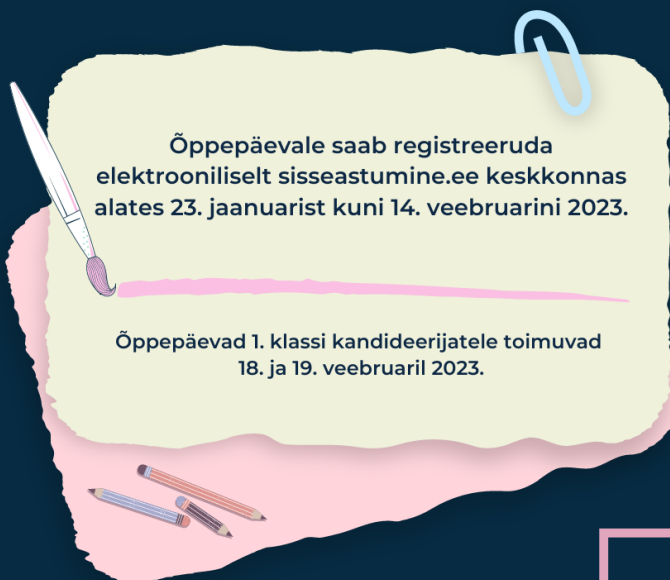 Õppepäevale saab registreeruda
elektrooniliselt sisseastumine.ee keskkonnas
alates 23. jaanuarist kuni 14. veebruarini 2023.
Õppepäevad 1. klassi kandideerijatele toimuvad
18. ja 19. veebruaril 2023.